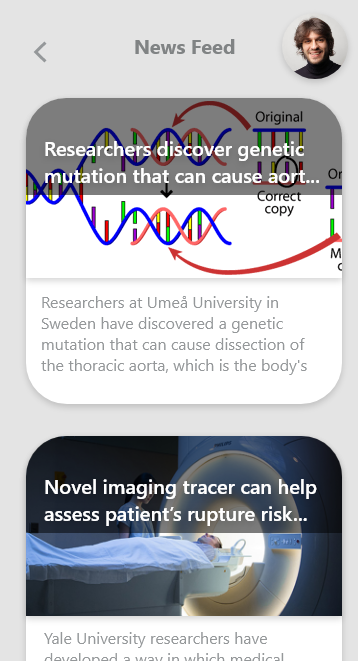 News Feed
Original
Researchers discover genetic
mutation that can cause aort...
Correct
copy
Researchers at Umeå University in
Sweden have discovered a genetic
mutation that can cause dissection of
the thoracic aorta, which is the body's
Novel imaging tracer can help
assess patient’s rupture risk...
Yale University researchers have
developed a way in which medical